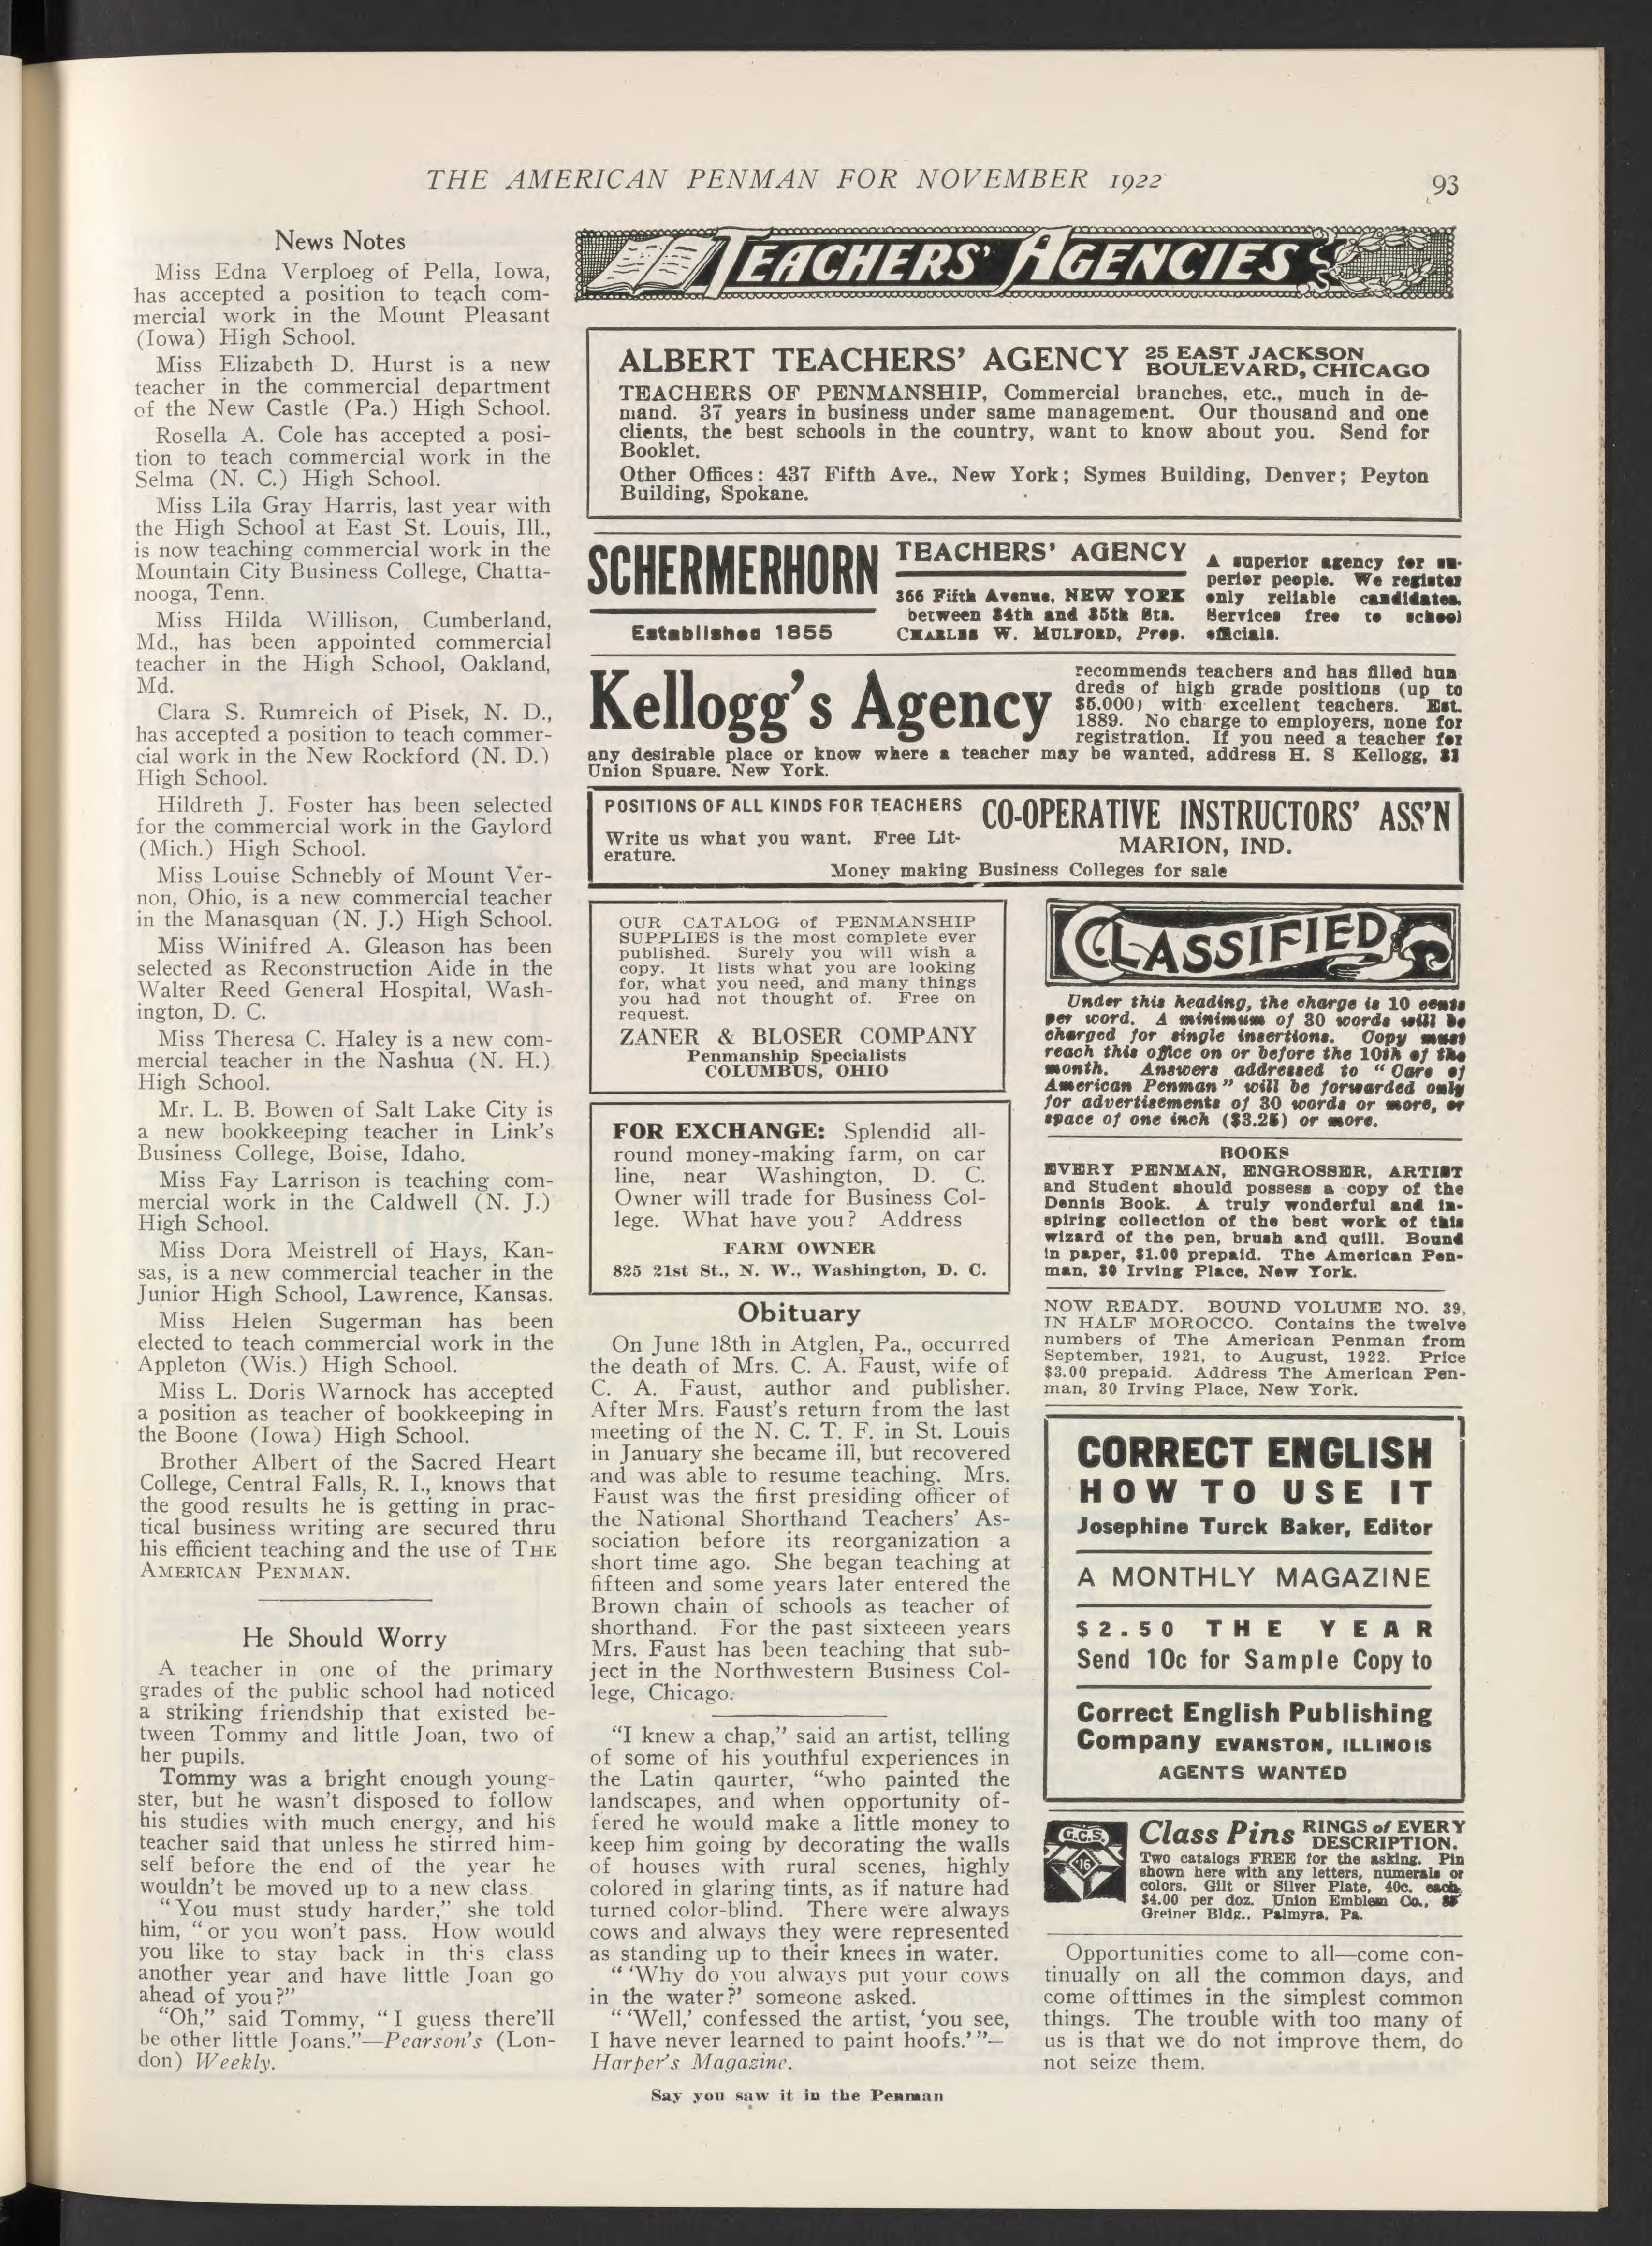 THE AMERICAN PENMAN FOR NOVEMBER 1922
93
News Notes
Miss Edna Verploeg of Pella, Iowa,
has accepted a position to teach com-
mercial work in the Mount Pleasant
(Iowa) High School.
Miss Elizabeth D. Hurst is a new
teacher in the commercial department
of the New Castle (Pa.) High School.
Rosella A. Cole has accepted a posi-
tion to teach commercial work in the
Selma (N. C.) High School.
Miss Lila Gray Harris, last year with
the High School at East St. Louis, Ill.,
is now teaching commercial work in the
Mountain City Business College, Chatta-
nooga, Tenn.
Miss Hilda Willison, Cumberland,
Md., has been appointed commercial
teacher in the High School, Oakland,
Md.
Clara S. Rumreich of Pisek, N. D.,
has accepted a position to teach commer-
cial work in the New Rockford (N. D.)
High School.
Hildreth J. Foster has been selected
for the commercial work in the Gaylord
(Mich.) High School.
Miss Louise Schnebly of Mount Ver-
non, Ohio, is a new commercial teacher
in the Manasquan (N. J.) High School.
Miss Winifred A. Gleason has been
selected as Reconstruction Aide in the
Walter Reed General Hospital, Wash-
ington, D. C.
Miss Theresa C. Haley is a new com-
mercial teacher in the Nashua (N. H.)
High School.
Mr. L. B. Bowen of Salt Lake City is
a new bookkeeping teacher in Link's
Business College, Boise, Idaho.
Miss Fay Larrison is teaching com-
mercial work in the Caldwell (N. J.)
High School.
Miss Dora Meistrell of Hays, Kan-
sas, is a new commercial teacher in the
Junior High School, Lawrence, Kansas.
Miss Helen Sugerman has been
elected to teach commercial work in the
Appleton (Wis.) High School.
Miss L. Doris Warnock has accepted
a position as teacher of bookkeeping in
the Boone (Iowa) High School.
Brother Albert of the Sacred Heart
College, Central Falls, R. I., knows that
the good results he is getting in prac-
tical business writing are secured thru
his efficient teaching and the use of THE
AMERICAN PENMAN.
He Should Worry
A teacher in one of the primary
grades of the public school had noticed
a striking friendship that existed be-
tween Tommy and little Joan, two of
her pupils.
Tommy was a bright enough young-
ster, but he wasn't disposed to follow
his studies with much energy, and his
teacher said that unless he stirred him-
self before the end of the year he
wouldn't be moved up to a new class.
"You must study harder," she told
him, "or you won't pass. How would
you like to stay back in this class
another year and have little Joan go
ahead of you?"
"Oh," said Tommy, "I guess there'll
be other little Joans."—Pearson's (Lon-
don) Weekly.
TEACHERS' AGENCIES
ALBERT TEACHERS' AGENCY 25 EAST JACKSON
BOULEVARD, CHICAGO
TEACHERS OF PENMANSHIP, Commercial branches, etc., much in de-
mand. 37 years in business under same management. Our thousand and one
clients, the best schools in the country, want to know about you. Send for
Booklet.
Other Offices: 437 Fifth Ave., New York; Symes Building, Denver; Peyton
Building, Spokane.
SCHERMERHORN
Established 1855
TEACHERS' AGENCY
366 Fifth Avenue, NEW YORK
between 34th and 35th Sts.
CHARLES W. MULFORD, Prop.
A superior agency for su-
perior people. We register
only reliable candidates.
Services free to school
officials.
Kellogg's Agency
recommends teachers and has filled hun
dreds of high grade positions (up to
$5.000) with excellent teachers. Est.
1889. No charge to employers, none for
registration. If you need a teacher for
any desirable place or know where a teacher may be wanted, address H. S Kellogg, 31
Union Spuare. New York.
POSITIONS OF ALL KINDS FOR TEACHERS
Write us what you want. Free Lit-
erature.
CO-OPERATIVE INSTRUCTORS' ASS'N
MARION, IND.
Money making Business Colleges for sale
OUR CATALOG of PENMANSHIP
SUPPLIES is the most complete ever
published. Surely you will wish a
copy. It lists what you are looking
for, what you need, and many things
you had not thought of. Free on
request.
ZANER & BLOSER COMPANY
Penmanship Specialists
COLUMBUS, OHIO
FOR EXCHANGE: Splendid all-
round money-making farm, on car
line, near Washington, D. C.
Owner will trade for Business Col-
lege. What have you? Address
FARM OWNER
825 21st St., N. W., Washington, D. C.
Obituary
On June 18th in Atglen, Pa., occurred
the death of Mrs. C. A. Faust, wife of
C. A. Faust, author and publisher.
After Mrs. Faust's return from the last
meeting of the N. C. T. F. in St. Louis
in January she became ill, but recovered
and was able to resume teaching. Mrs.
Faust was the first presiding officer of
the National Shorthand Teachers' As-
sociation before its reorganization a
short time ago. She began teaching at
fifteen and some years later entered the
Brown chain of schools as teacher of
shorthand. For the past sixteeen years
Mrs. Faust has been teaching that sub-
ject in the Northwestern Business Col-
lege, Chicago.
"I knew a chap," said an artist, telling
of some of his youthful experiences in
the Latin qaurter, "who painted the
landscapes, and when opportunity of-
fered he would make a little money to
keep him going by decorating the walls
of houses with rural scenes, highly
colored in glaring tints, as if nature had
turned color-blind. There were always
cows and always they were represented
as standing up to their knees in water.
"'Why do you always put your cows
in the water?' someone asked.
"'Well,' confessed the artist, 'you see,
I have never learned to paint hoofs.'"—
Harper's Magazine.
CLASSIFIED
Under this heading, the charge is 10 cents
per word. A minimum of 30 words will be
charged for single insertions. Copy must
reach this office on or before the 10th of the
month. Answers addressed to "Care of
American Penman" will be forwarded only
for advertisements of 30 words or more, or
space of one inch ($3.25) or more.
BOOKS
EVERY PENMAN, ENGROSSER, ARTIST
and Student should possess a copy of the
Dennis Book. A truly wonderful and in-
spiring collection of the best work of this
wizard of the pen, brush and quill. Bound
in paper, $1.00 prepaid. The American Pen-
man, 30 Irving Place, New York.
NOW READY. BOUND VOLUME NO. 39,
IN HALF MOROCCO. Contains the twelve
numbers of The American Penman from
September, 1921, to August, 1922. Price
$3.00 prepaid. Address The American Pen-
man, 30 Irving Place, New York.
CORRECT ENGLISH
HOW TO USE IT
Josephine Turck Baker, Editor
A MONTHLY MAGAZINE
$2.50 THE YEAR
Send 10c for Sample Copy to
Correct English Publishing
Company EVANSTON, ILLINOIS
AGENTS WANTED
G.C.S.
'16
Class Pins RINGS of EVERY
DESCRIPTION.
Two catalogs FREE for the asking. Pin
shown here with any letters, numerals or
colors. Gilt or Silver Plate, 40c. each,
$4.00 per doz. Union Emblem Co.,
Greiner Bldg., Palmyra, Pa.
Opportunities come to all—come con-
tinually on all the common days, and
come ofttimes in the simplest common
things. The trouble with too many of
us is that we do not improve them, do
not seize them.
Say you saw it in the Penman